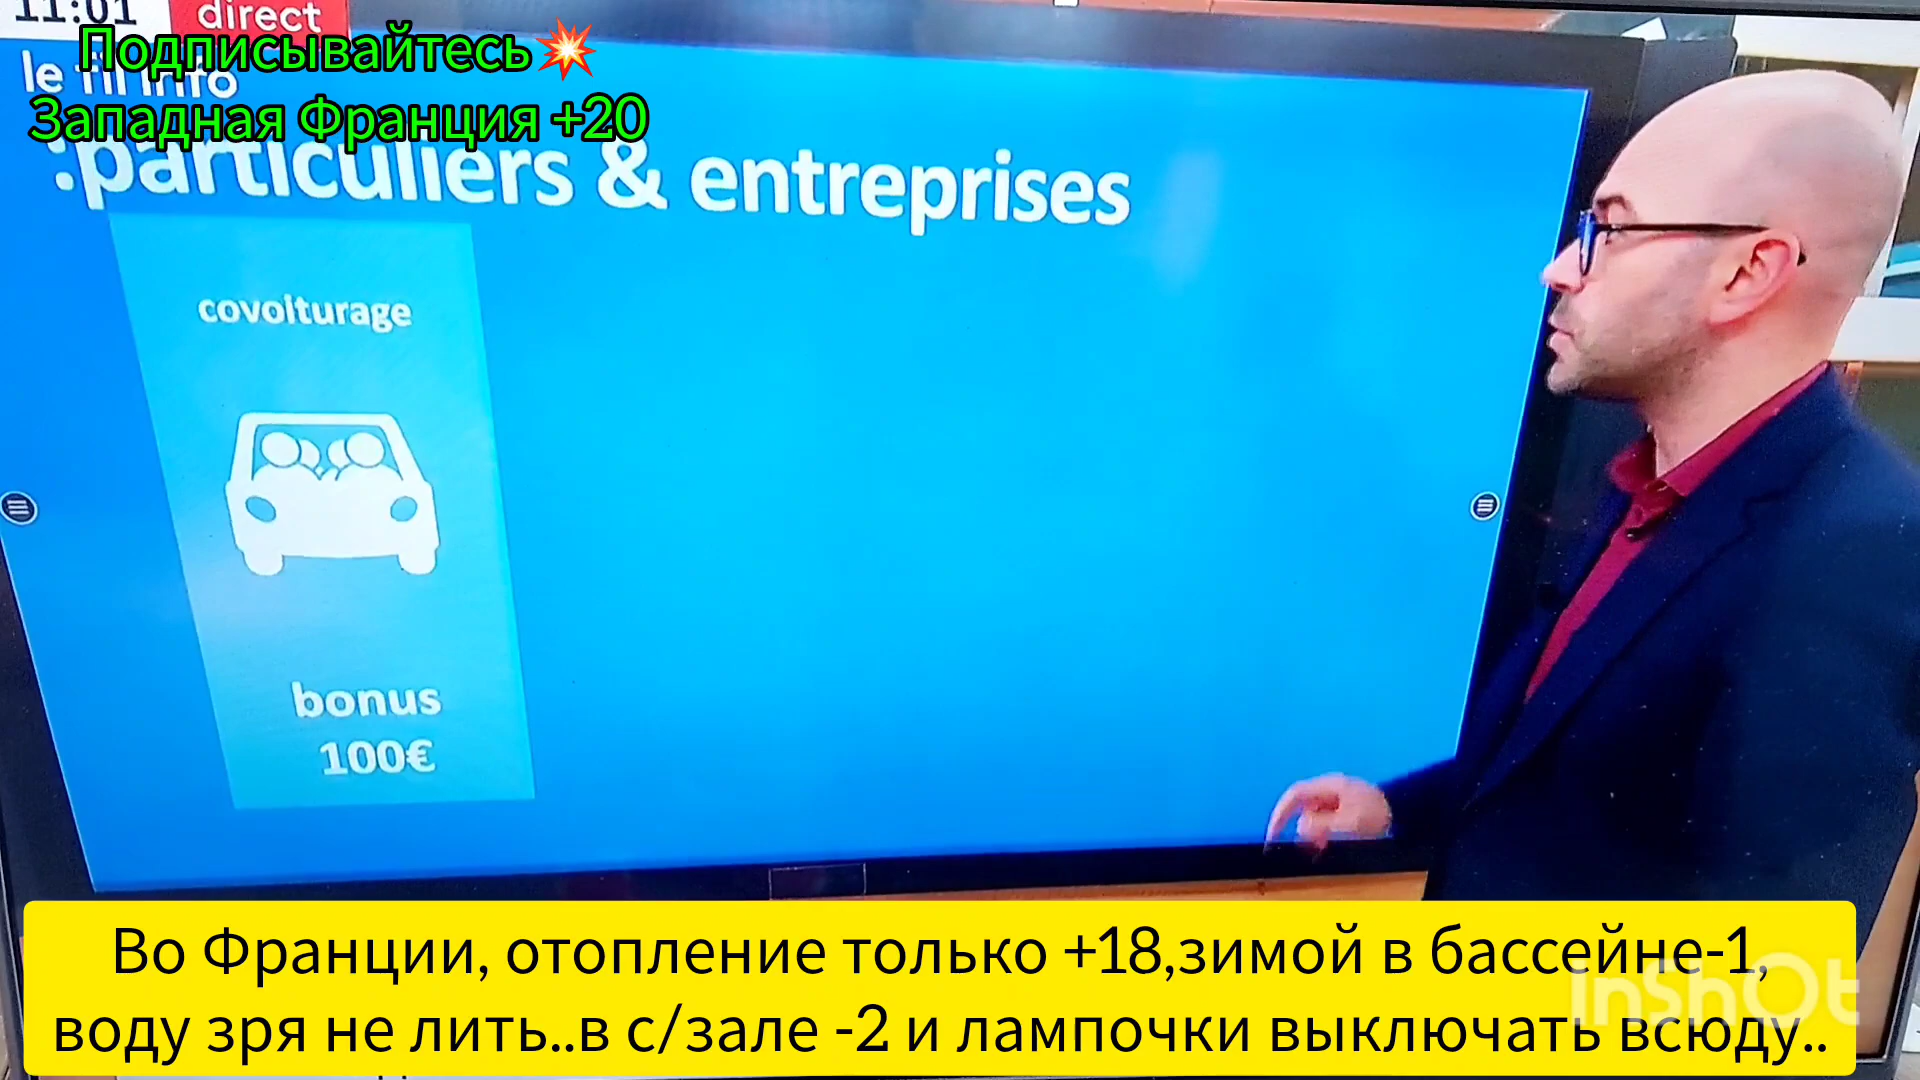 11:01
direct
Подписывайтесь💥
le fil info
Западная Франция +20
:particuliers & entreprises
covoiturage
bonus
100€
Во Франции, отопление только +18,зимой в бассейне-1,
воду зря не лить..в с/зале -2 и лампочки выключать всюду..
InShOt